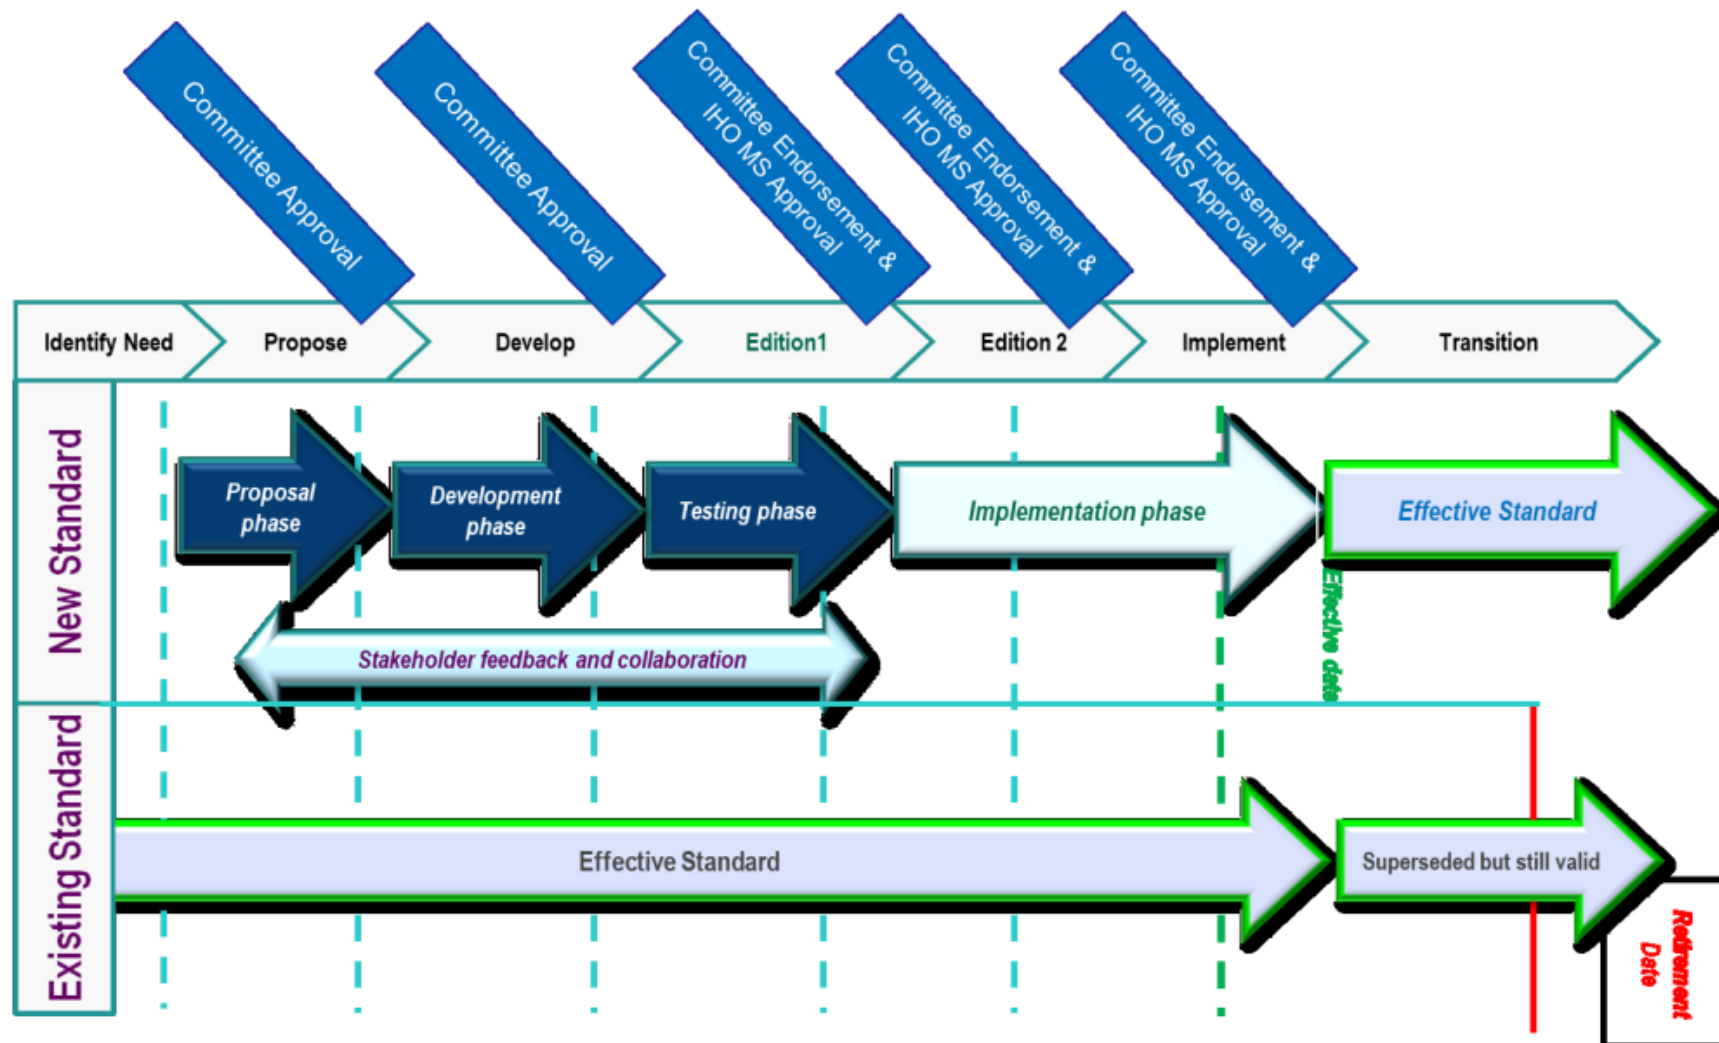 Committee Approval
Committee Approval
Committee Endorsement &
IHO MS Approval
Committee Endorsement &
IHO MS Approval
Committee Endorsement &
IHO MS Approval
Identify Need
Propose
Develop
Edition1
Edition 2
Implement
Transition
New Standard
Proposal
phase
Development
phase
Testing phase
Implementation phase
Effective Standard
Effective date
Stakeholder feedback and collaboration
Existing Standard
Effective Standard
Superseded but still valid
Retirement
Date